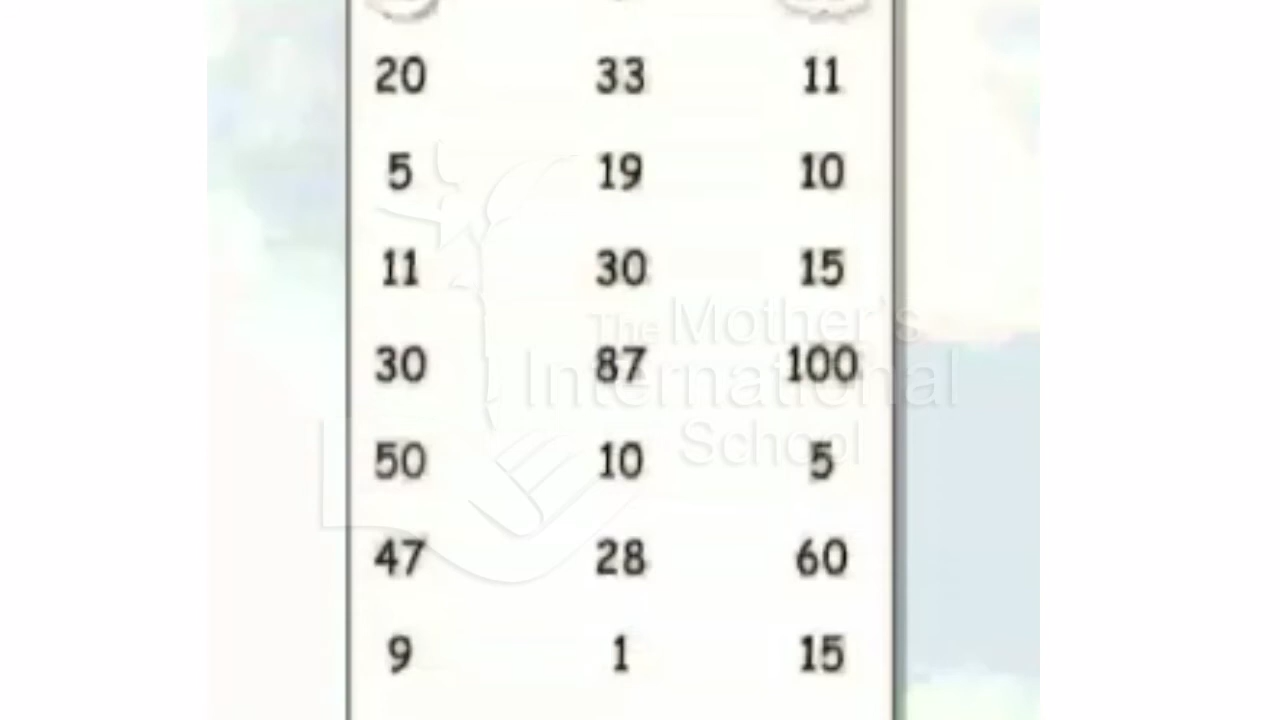 20 33 11
5 19 10
11 30 15
30 87 100
50 10 5
47 28 60
9 1 15
The Mother's
International
School